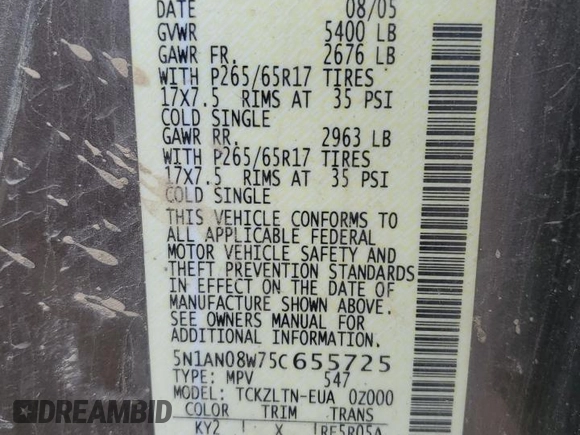 DATE 08/05
GVWR 5400 LB
GAWR FR. 2676 LB
WITH P265/65R17 TIRES
17X7.5 RIMS AT 35 PSI
COLD SINGLE
GAWR RR. 2963 LB
WITH P265/65R17 TIRES
17X7.5 RIMS AT 35 PSI
COLD SINGLE
THIS VEHICLE CONFORMS TO
ALL APPLICABLE FEDERAL
MOTOR VEHICLE SAFETY AND
THEFT PREVENTION STANDARDS
IN EFFECT ON THE DATE OF
MANUFACTURE SHOWN ABOVE.
SEE OWNERS MANUAL FOR
ADDITIONAL INFORMATION.
5N1AN08W75C655725
TYPE: MPV 547
MODEL: TCKZLTN-EUA 0Z000
COLOR TRIM TRANS
KY2 X RE5R05A
DREAMBID